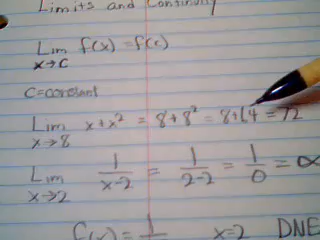 Limits and Continuity
Lim f(x) = f(c)
x→c
c=constant
Lim x+x² = 8+8² = 8+64 = 72
x→8
Lim 1/(x-2) = 1/(2-2) = 1/0 = ∞
x→2
f(x) = 1 x=2 DNE